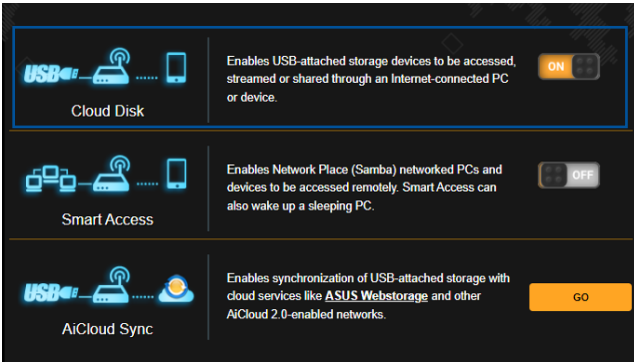 USB
Cloud Disk
Enables USB-attached storage devices to be accessed,
streamed or shared through an Internet-connected PC
or device.
ON
Smart Access
Enables Network Place (Samba) networked PCs and
devices to be accessed remotely. Smart Access can
also wake up a sleeping PC.
OFF
USB
AiCloud Sync
Enables synchronization of USB-attached storage with
cloud services like ASUS Webstorage and other
AiCloud 2.0-enabled networks.
GO